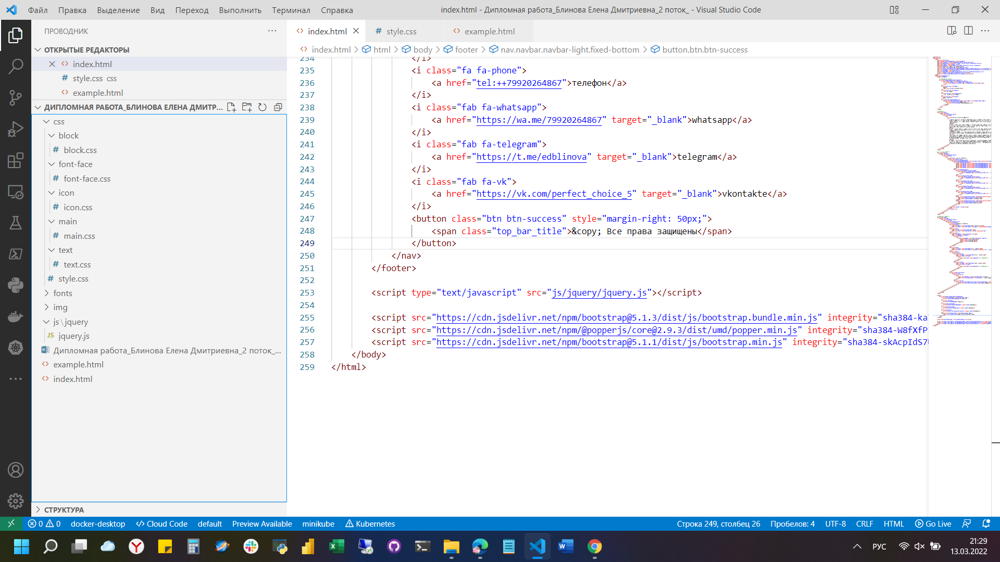 Файл Правка Выделение Вид Переход Выполнить Терминал Справка
index.html - Дипломная работа_Блинова Елена Дмитриевна_2 поток_ - Visual Studio Code
ПРОВОДНИК
ОТКРЫТЫЕ РЕДАКТОРЫ
index.html
style.css css
example.html
ДИПЛОМНАЯ РАБОТА_БЛИНОВА ЕЛЕНА ДМИТР...
css
block
block.css
font-face
font-face.css
icon
icon.css
main
main.css
text
text.css
style.css
fonts
img
js\jquery
JS jquery.js
Дипломная работа_Блинова Елена Дмитриевна_2 поток_...
example.html
index.html
СТРУКТУРА
index.html style.css example.html
index.html > html > body > footer > nav.navbar.navbar-light.fixed-bottom > button.btn.btn-success
234 </i>
235 <i class="fa fa-phone">
236 <a href="tel:++79920264867">телефон</a>
237 </i>
238 <i class="fab fa-whatsapp">
239 <a href="https://wa.me/79920264867" target="_blank">whatsapp</a>
240 </i>
241 <i class="fab fa-telegram">
242 <a href="https://t.me/edblinova" target="_blank">telegram</a>
243 </i>
244 <i class="fab fa-vk">
245 <a href="https://vk.com/perfect_choice_5" target="_blank">vkontakte</a>
246 </i>
247 <button class="btn btn-success" style="margin-right: 50px;">
248 <span class="top_bar_title">&copy; Все права защищены</span>
249 </button>
250 </nav>
251 </footer>
252
253 <script type="text/javascript" src="js/jquery/jquery.js"></script>
254
255 <script src="https://cdn.jsdelivr.net/npm/bootstrap@5.1.3/dist/js/bootstrap.bundle.min.js" integrity="sha384-ka
256 <script src="https://cdn.jsdelivr.net/npm/@popperjs/core@2.9.3/dist/umd/popper.min.js" integrity="sha384-W8fXfP
257 <script src="https://cdn.jsdelivr.net/npm/bootstrap@5.1.1/dist/js/bootstrap.min.js" integrity="sha384-skAcpIdS7
258 </body>
259 </html>
0 0 docker-desktop Cloud Code default Preview Available minikube Kubernetes
Строка 249, столбец 26 Пробелов: 4 UTF-8 CRLF HTML Go Live
РУС
21:29
13.03.2022